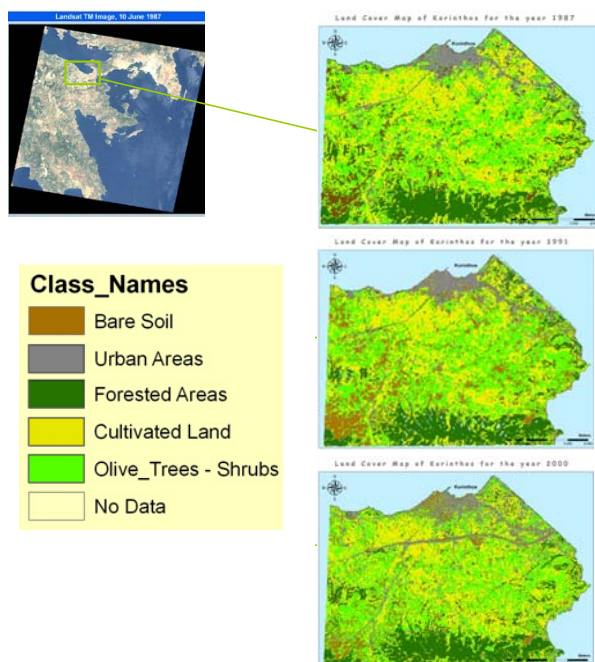 Landsat TM Image, 10 June 1987
Land Cover Map of Korinthos for the year 1987
Korinthos
Land Cover Map of Korinthos for the year 1991
Korinthos
Class_Names
Bare Soil
Urban Areas
Forested Areas
Cultivated Land
Olive_Trees - Shrubs
No Data
Land Cover Map of Korinthos for the year 2000
Korinthos